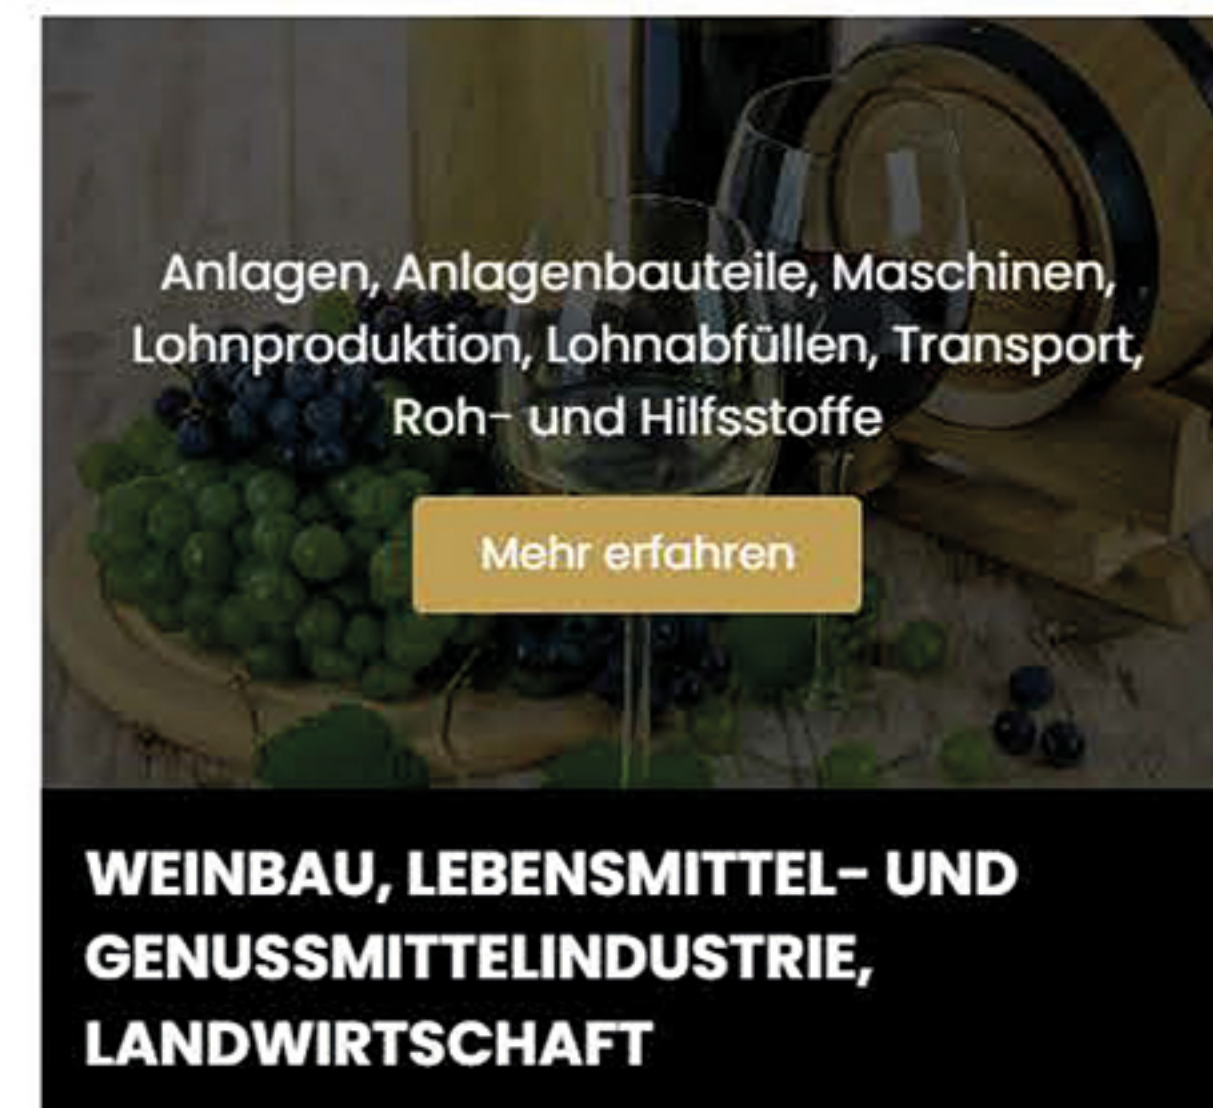 Anlagen, Anlagenbauteile, Maschinen,
Lohnproduktion, Lohnabfüllen, Transport,
Roh- und Hilfsstoffe
Mehr erfahren
WEINBAU, LEBENSMITTEL- UND
GENUSSMITTELINDUSTRIE,
LANDWIRTSCHAFT